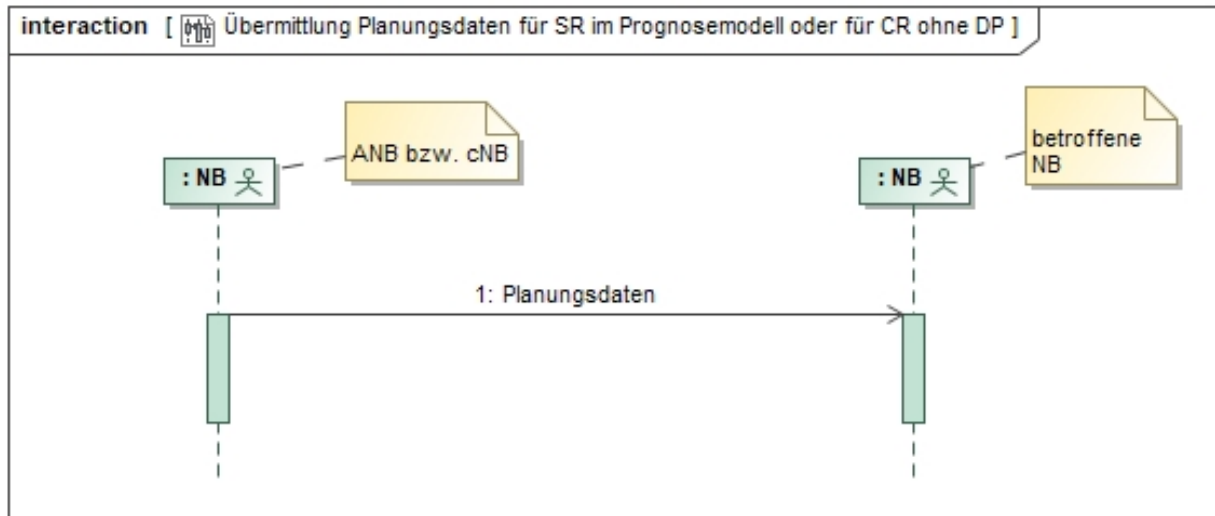 interaction [ Übermittlung Planungsdaten für SR im Prognosemodell oder für CR ohne DP ]
ANB bzw. cNB
betroffene
NB
: NB
: NB
1: Planungsdaten